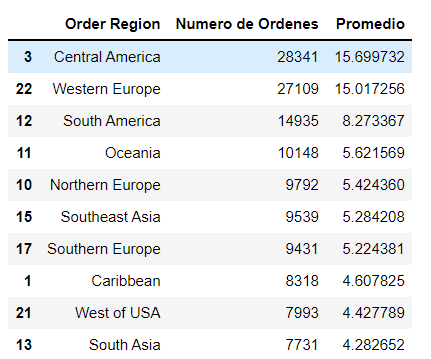 Order Region Numero de Ordenes Promedio
3 Central America 28341 15.699732
22 Western Europe 27109 15.017256
12 South America 14935 8.273367
11 Oceania 10148 5.621569
10 Northern Europe 9792 5.424360
15 Southeast Asia 9539 5.284208
17 Southern Europe 9431 5.224381
1 Caribbean 8318 4.607825
21 West of USA 7993 4.427789
13 South Asia 7731 4.282652